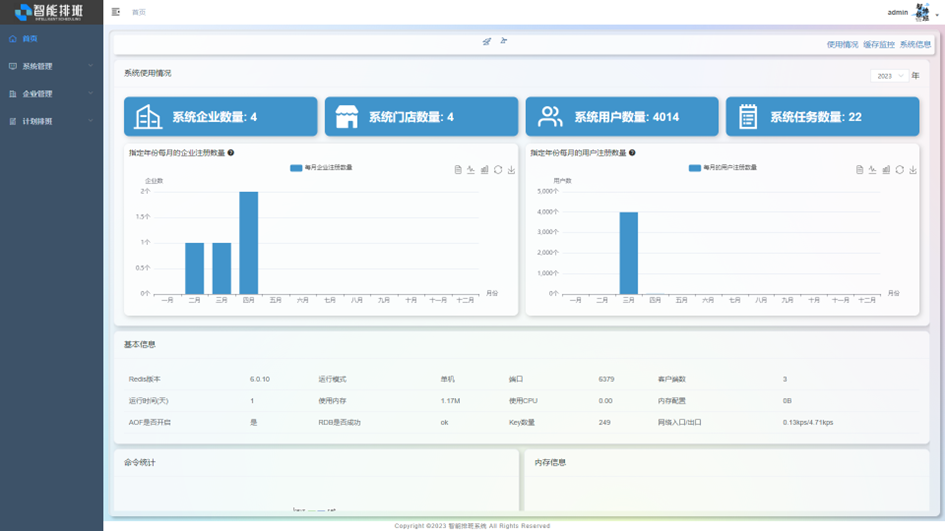 智能排班
INTELLIGENT SCHEDULING
首页
admin
首页
系统管理
企业管理
计划排班
使用情况 缓存监控 系统信息
系统使用情况
2023 年
系统企业数量: 4
系统门店数量: 4
系统用户数量: 4014
系统任务数量: 22
指定年份每月的企业注册数量
每月企业注册数量
企业数
2个
1.5个
1个
0.5个
0个
一月 二月 三月 四月 五月 六月 七月 八月 九月 十月 十一月 十二月
月份
指定年份每月的用户注册数量
每月的用户注册数量
用户数
5,000个
4,000个
3,000个
2,000个
1,000个
0个
一月 二月 三月 四月 五月 六月 七月 八月 九月 十月 十一月 十二月
月份
基本信息
Redis版本 6.0.10 运行模式 单机 端口 6379 客户端数 3
运行时间(天) 1 使用内存 1.17M 使用CPU 0.00 内存配置 0B
AOF是否开启 是 RDB是否成功 ok Key数量 249 网络入口/出口 0.13kps/4.71kps
命令统计
内存信息
Copyright ©2023 智能排班系统 All Rights Reserved